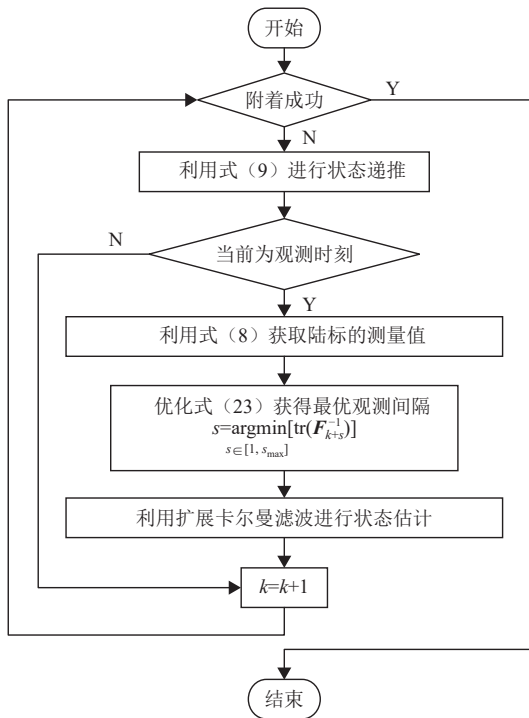 开始
附着成功
Y
N
利用式（9）进行状态递推
N
当前为观测时刻
Y
利用式（8）获取陆标的测量值
优化式（23）获得最优观测间隔
s=argmin[tr(F⁻¹ₖ₊ₛ)]
s∈[1, sₘₐₓ]
利用扩展卡尔曼滤波进行状态估计
k=k+1
结束